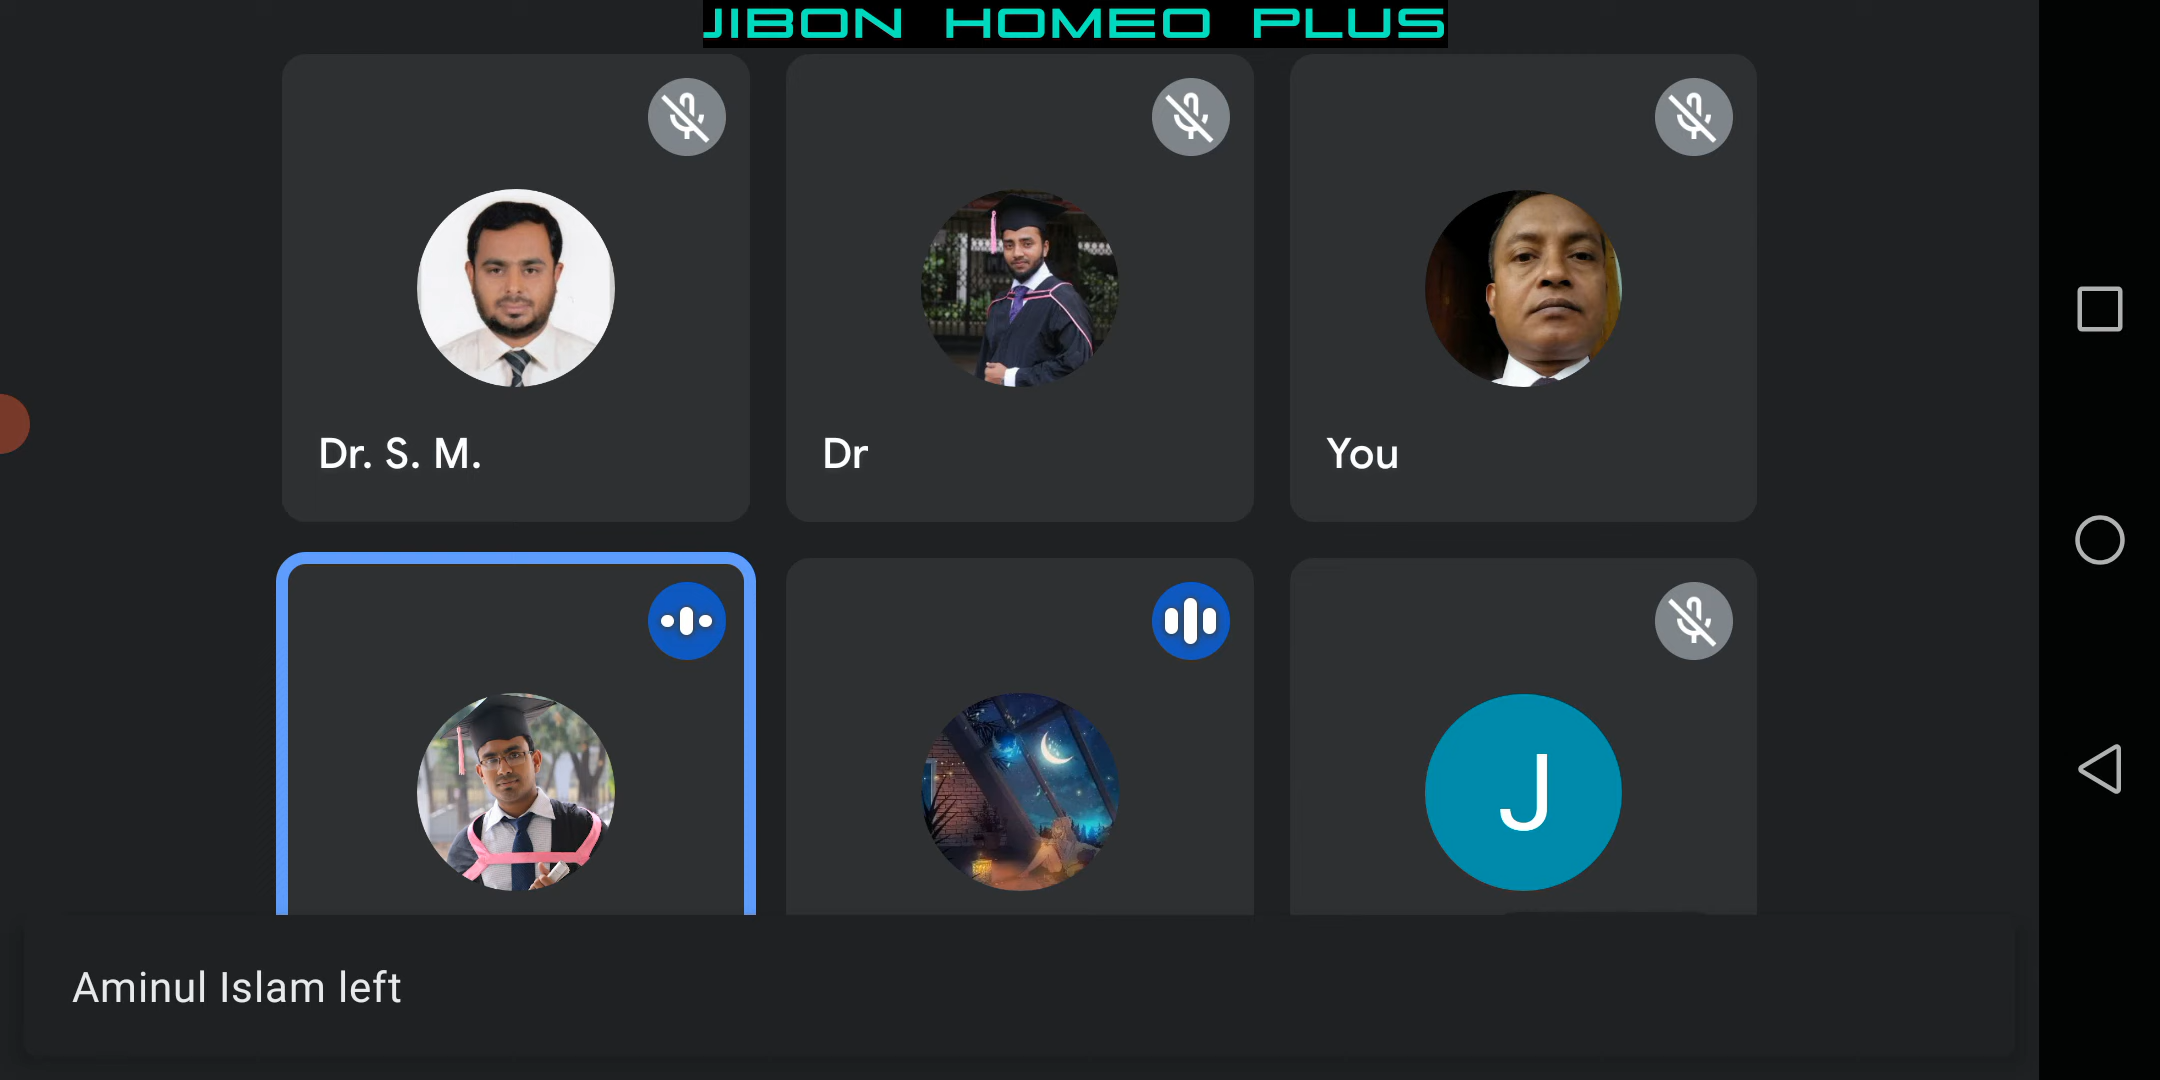 JIBON HOMEO PLUS
Dr. S. M.
Dr
You
J
Aminul Islam left